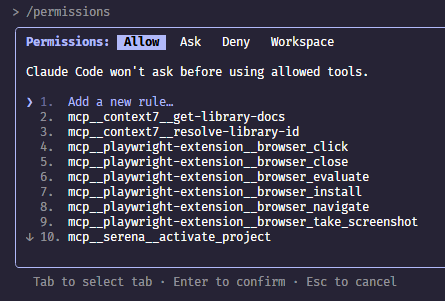 > /permissions
Permissions: Allow Ask Deny Workspace
Claude Code won't ask before using allowed tools.
❯ 1. Add a new rule…
2. mcp__context7__get-library-docs
3. mcp__context7__resolve-library-id
4. mcp__playwright-extension__browser_click
5. mcp__playwright-extension__browser_close
6. mcp__playwright-extension__browser_evaluate
7. mcp__playwright-extension__browser_install
8. mcp__playwright-extension__browser_navigate
9. mcp__playwright-extension__browser_take_screenshot
↓ 10. mcp__serena__activate_project
Tab to select tab · Enter to confirm · Esc to cancel